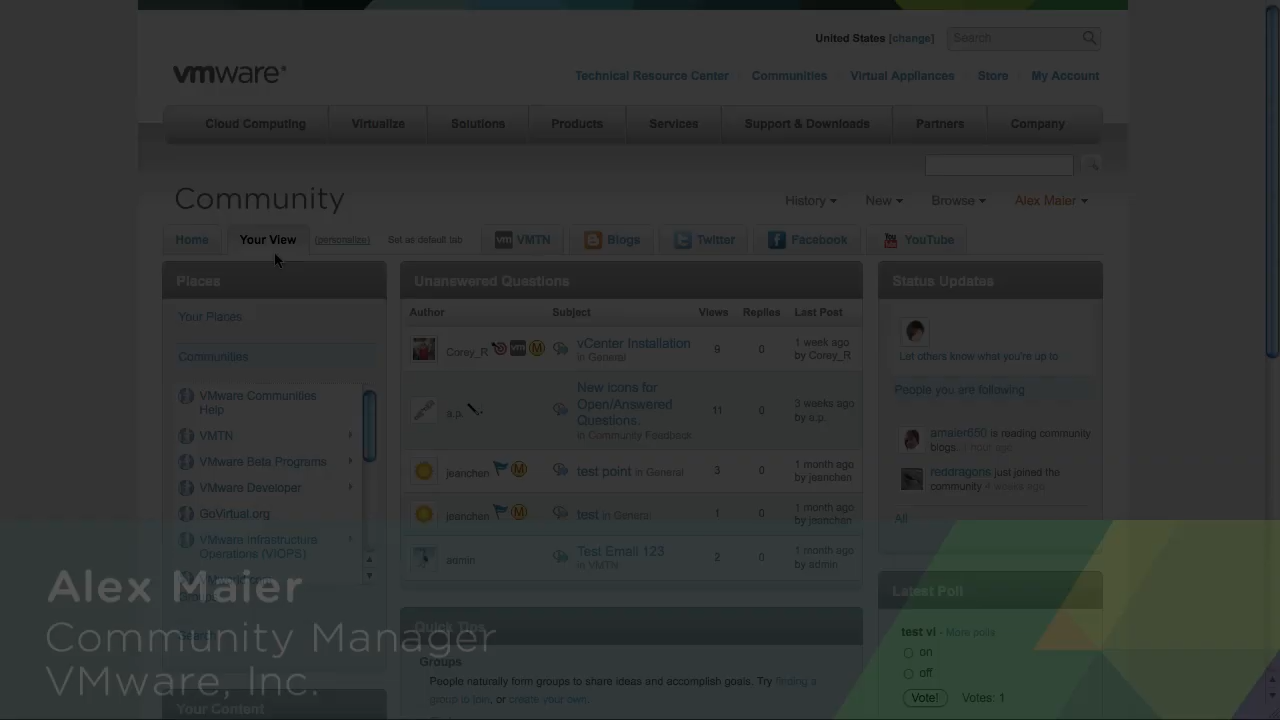 United States [change]
Search
vmware®
Technical Resource Center Communities Virtual Appliances Store My Account
Cloud Computing Virtualize Solutions Products Services Support & Downloads Partners Company
Community
History New Browse Alex Maier
Home Your View (personalize) Set as default tab vm VMTN Blogs Twitter Facebook YouTube
Places
Your Places
Communities
VMware Communities
Help
VMTN
VMware Beta Programs
VMware Developer
GoVirtual.org
VMware Infrastructure
Operations (VIOPS)
Search
Your Content
Unanswered Questions
Author Subject Views Replies Last Post
Corey_R vm M vCenter Installation
in General
9 0 1 week ago
by Corey_R
New icons for
Open/Answered
Questions.
in Community Feedback
11 0 3 weeks ago
jeanchen M test point in General 3 0 1 month ago
by jeanchen
jeanchen M test in General 1 0 1 month ago
by jeanchen
admin Test Email 123
in VMTN
2 0 1 month ago
by admin
Quick Tips
Groups
People naturally form groups to share ideas and accomplish goals. Try finding a
group to join, or create your own.
Status Updates
Let others know what you're up to
People you are following
amaier650 is reading community
blogs. 1 hour ago
reddragons just joined the
community 4 weeks ago
All
Latest Poll
test vi - More polls
on
off
Vote! Votes: 1
Alex Maier
Community Manager
VMware, Inc.